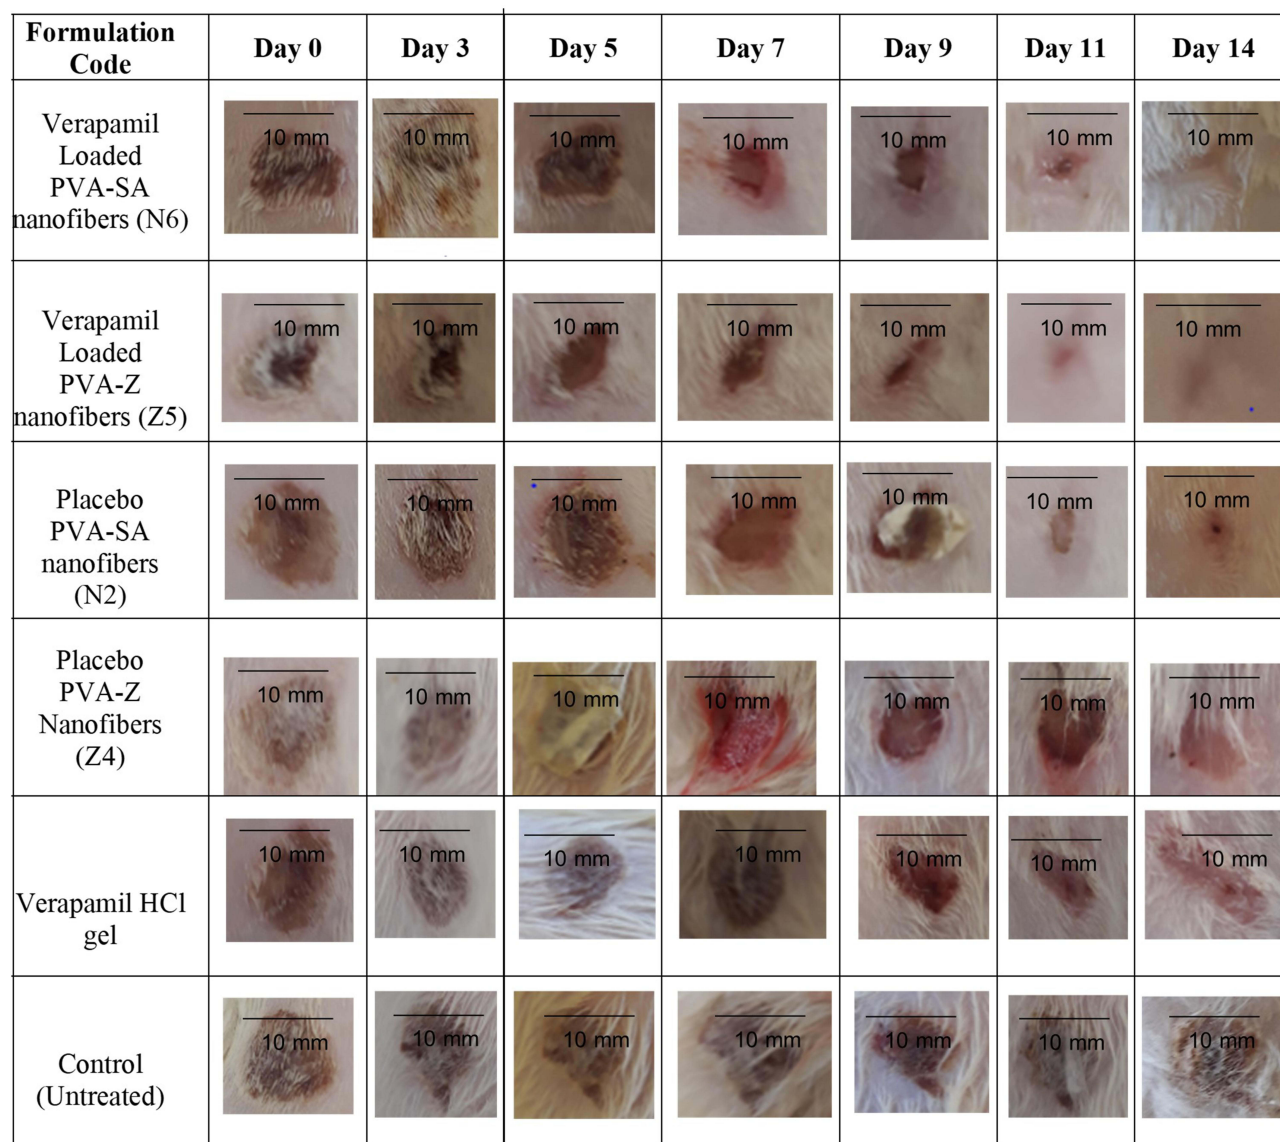 Formulation Code Day 0 Day 3 Day 5 Day 7 Day 9 Day 11 Day 14
Verapamil
Loaded
PVA-SA
nanofibers (N6)
10 mm 10 mm 10 mm 10 mm 10 mm 10 mm 10 mm
Verapamil
Loaded
PVA-Z
nanofibers (Z5)
10 mm 10 mm 10 mm 10 mm 10 mm 10 mm 10 mm
Placebo
PVA-SA
nanofibers
(N2)
10 mm 10 mm 10 mm 10 mm 10 mm 10 mm 10 mm
Placebo
PVA-Z
Nanofibers
(Z4)
10 mm 10 mm 10 mm 10 mm 10 mm 10 mm 10 mm
Verapamil HCl
gel
10 mm 10 mm 10 mm 10 mm 10 mm 10 mm 10 mm
Control
(Untreated)
10 mm 10 mm 10 mm 10 mm 10 mm 10 mm 10 mm